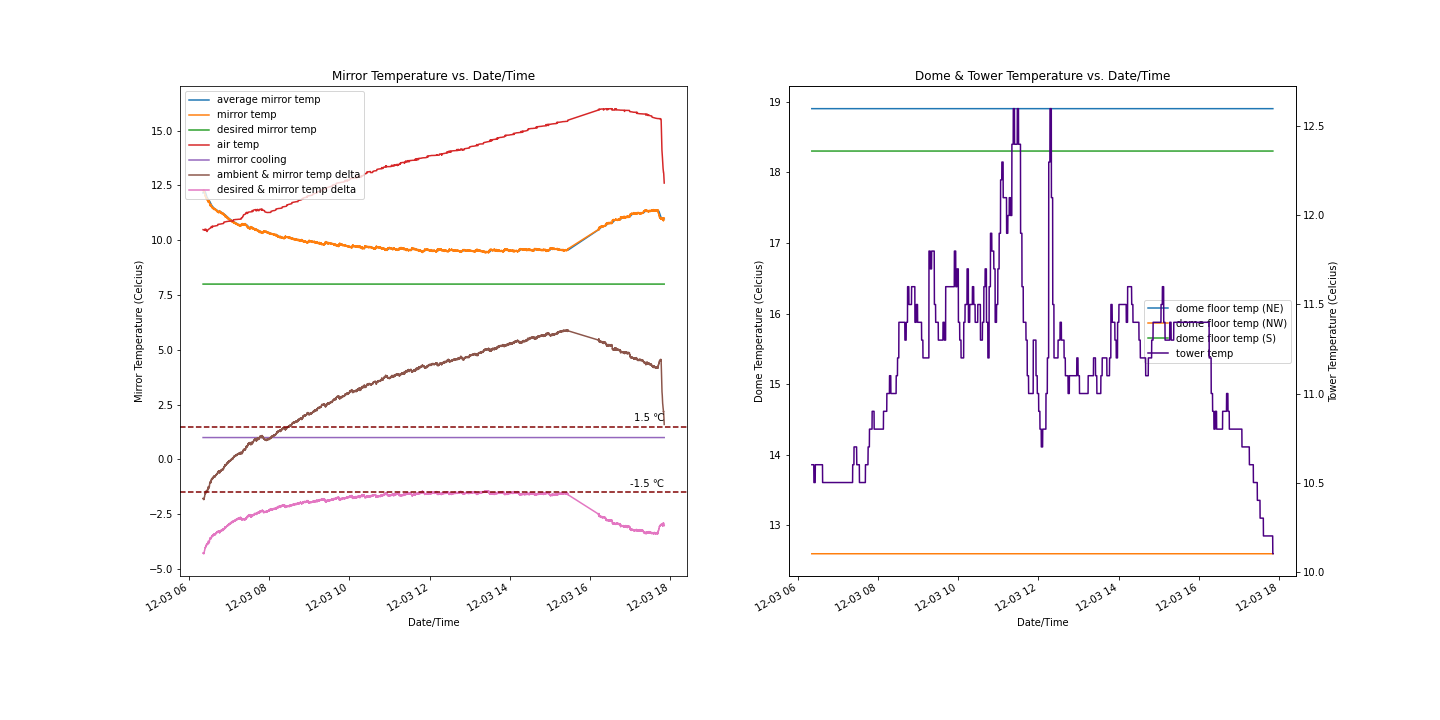 Mirror Temperature vs. Date/Time
Mirror Temperature (Celcius)
15.0
12.5
10.0
7.5
5.0
2.5
0.0
−2.5
−5.0
average mirror temp
mirror temp
desired mirror temp
air temp
mirror cooling
ambient & mirror temp delta
desired & mirror temp delta
1.5 °C
-1.5 °C
12-03 06
12-03 08
12-03 10
12-03 12
12-03 14
12-03 16
12-03 18
Date/Time
Dome & Tower Temperature vs. Date/Time
Dome Temperature (Celcius)
19
18
17
16
15
14
13
dome floor temp (NE)
dome floor temp (NW)
dome floor temp (S)
tower temp
12.5
12.0
11.5
11.0
10.5
10.0
Tower Temperature (Celcius)
12-03 06
12-03 08
12-03 10
12-03 12
12-03 14
12-03 16
12-03 18
Date/Time